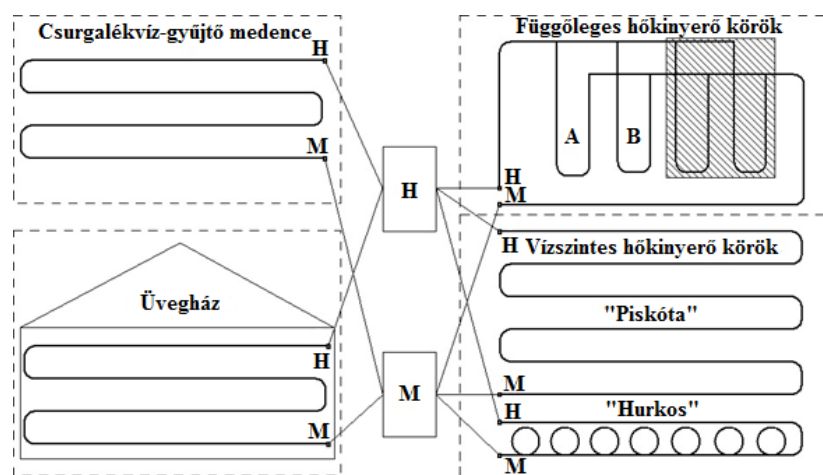 Csurgalékvíz-gyűjtő medence
H
M
Üvegház
H
M
H
M
Függőleges hőkinyerő körök
A
B
H
M
H
Vízszintes hőkinyerő körök
"Piskóta"
M
H
"Hurkos"
M